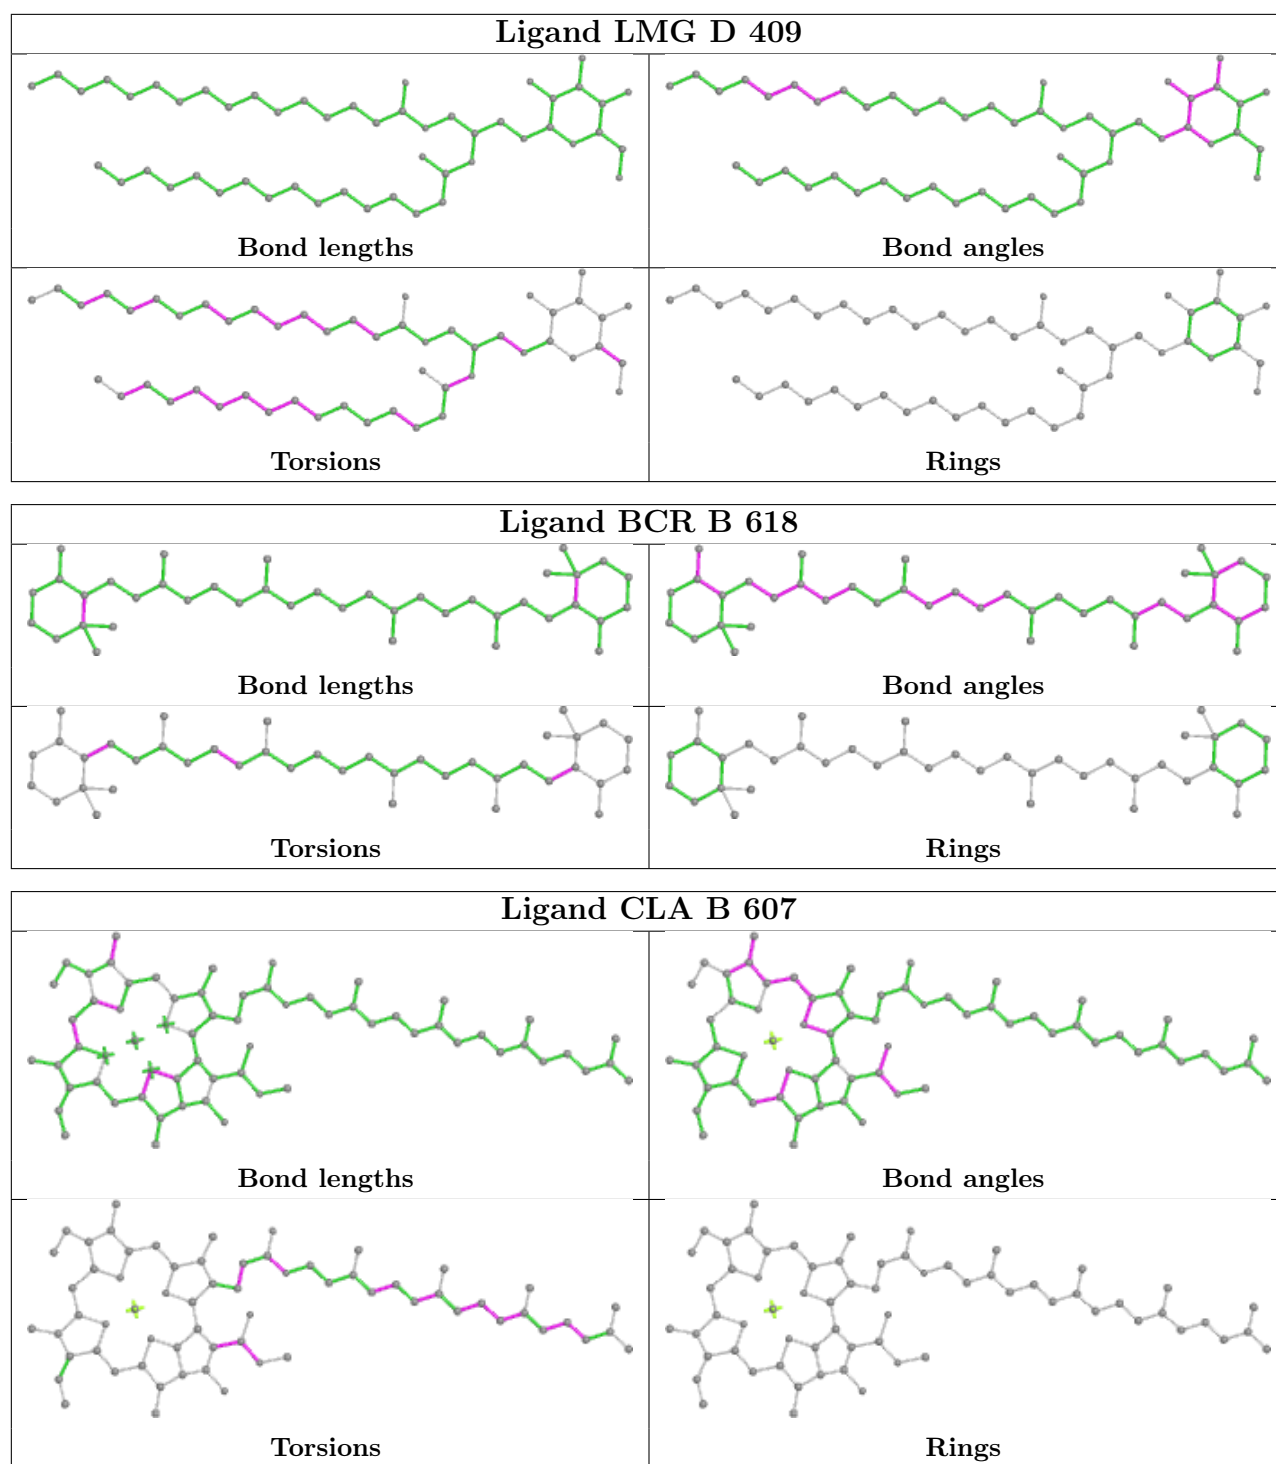 Ligand LMG D 409
Bond lengths
Bond angles
Torsions
Rings
Ligand BCR B 618
Bond lengths
Bond angles
Torsions
Rings
Ligand CLA B 607
Bond lengths
Bond angles
Torsions
Rings